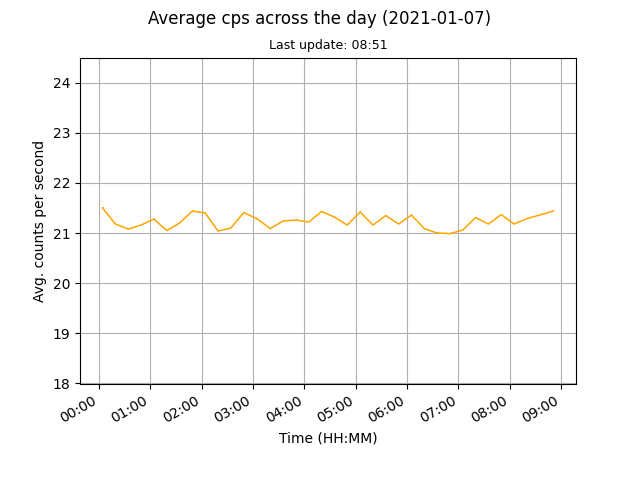 Average cps across the day (2021-01-07)
Last update: 08:51
24
23
22
21
20
19
18
Avg. counts per second
00:00 01:00 02:00 03:00 04:00 05:00 06:00 07:00 08:00 09:00
Time (HH:MM)